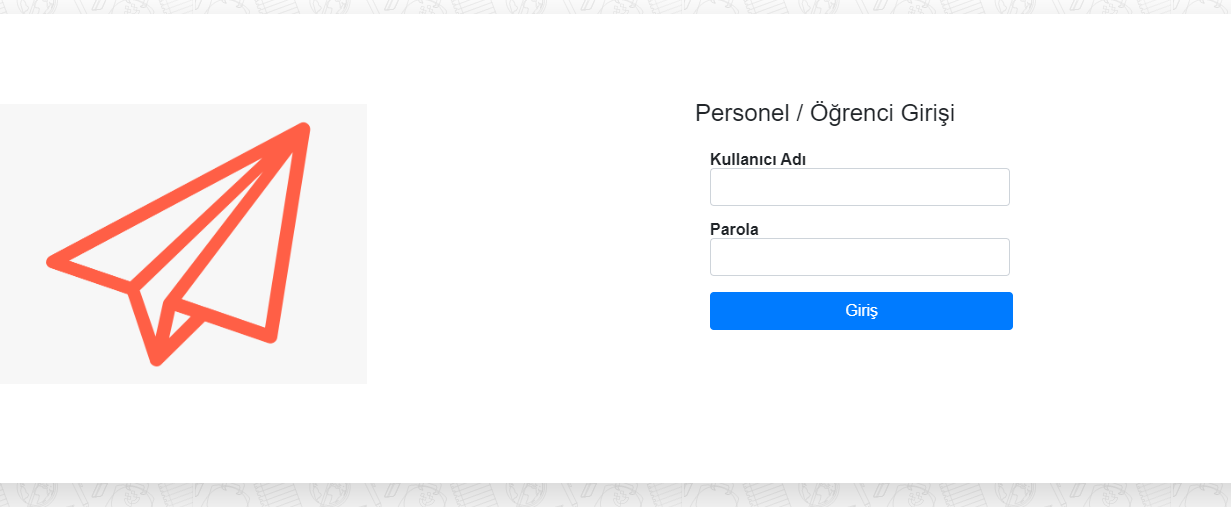 Personel / Öğrenci Girişi
Kullanıcı Adı
Parola
Giriş